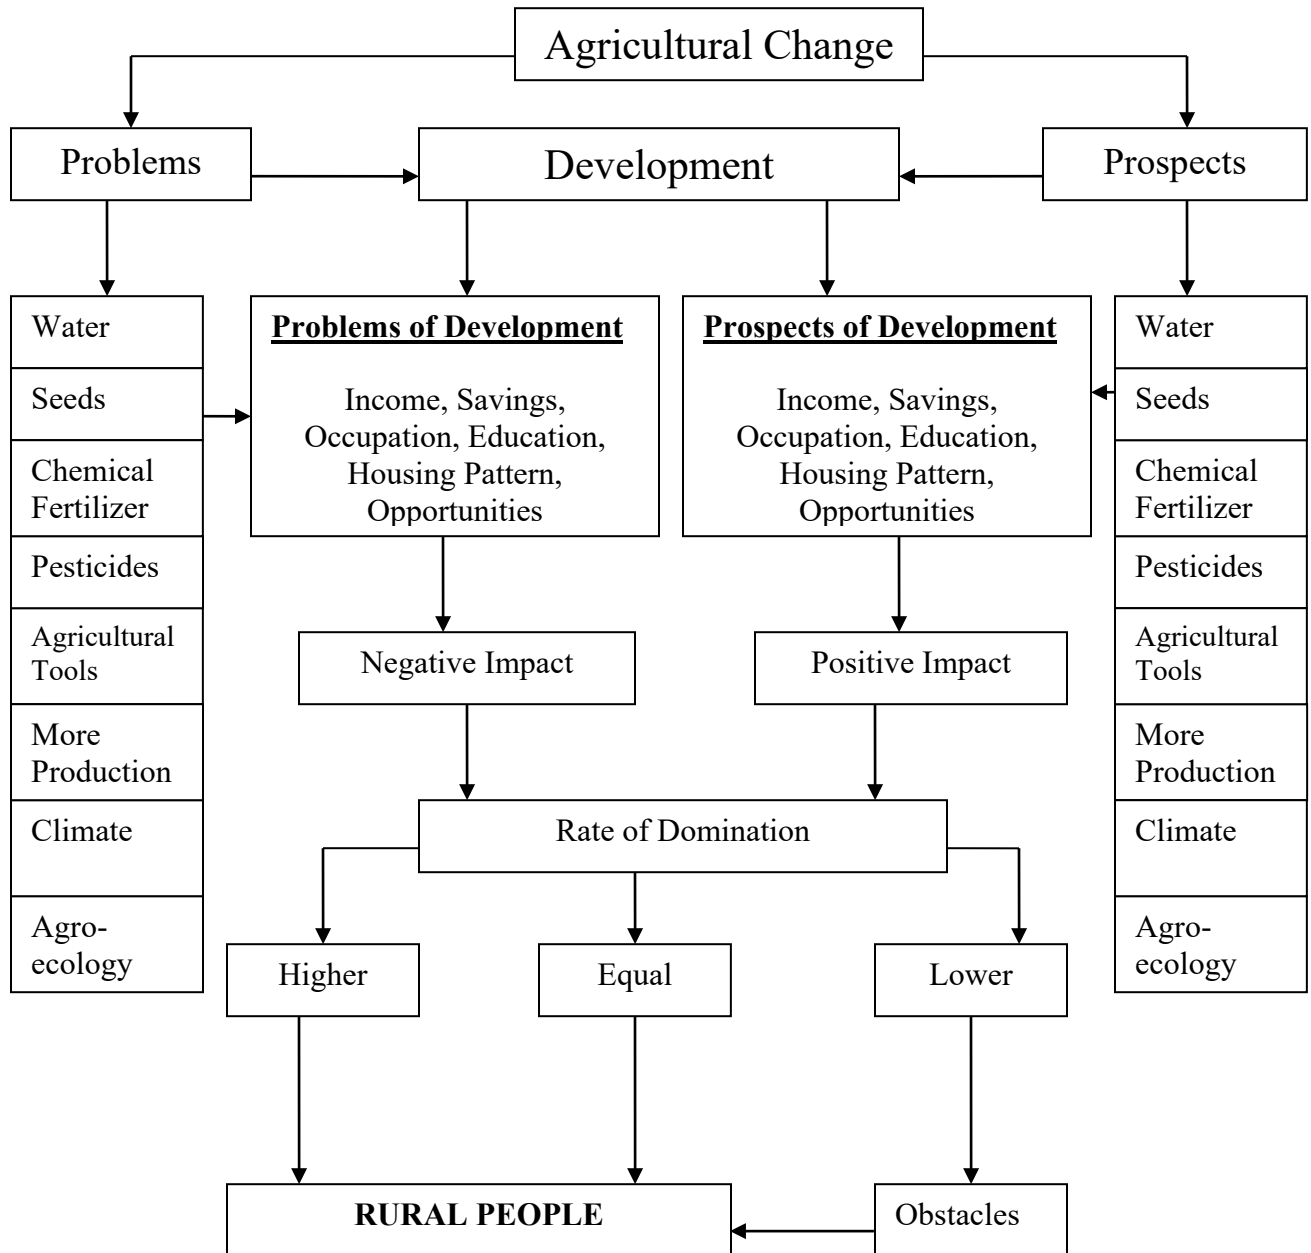 Agricultural Change
Problems
Development
Prospects
Water
Seeds
Chemical
Fertilizer
Pesticides
Agricultural
Tools
More
Production
Climate
Agro-
ecology
Problems of Development
Income, Savings,
Occupation, Education,
Housing Pattern,
Opportunities
Prospects of Development
Income, Savings,
Occupation, Education,
Housing Pattern,
Opportunities
Water
Seeds
Chemical
Fertilizer
Pesticides
Agricultural
Tools
More
Production
Climate
Agro-
ecology
Negative Impact
Positive Impact
Rate of Domination
Higher
Equal
Lower
RURAL PEOPLE
Obstacles